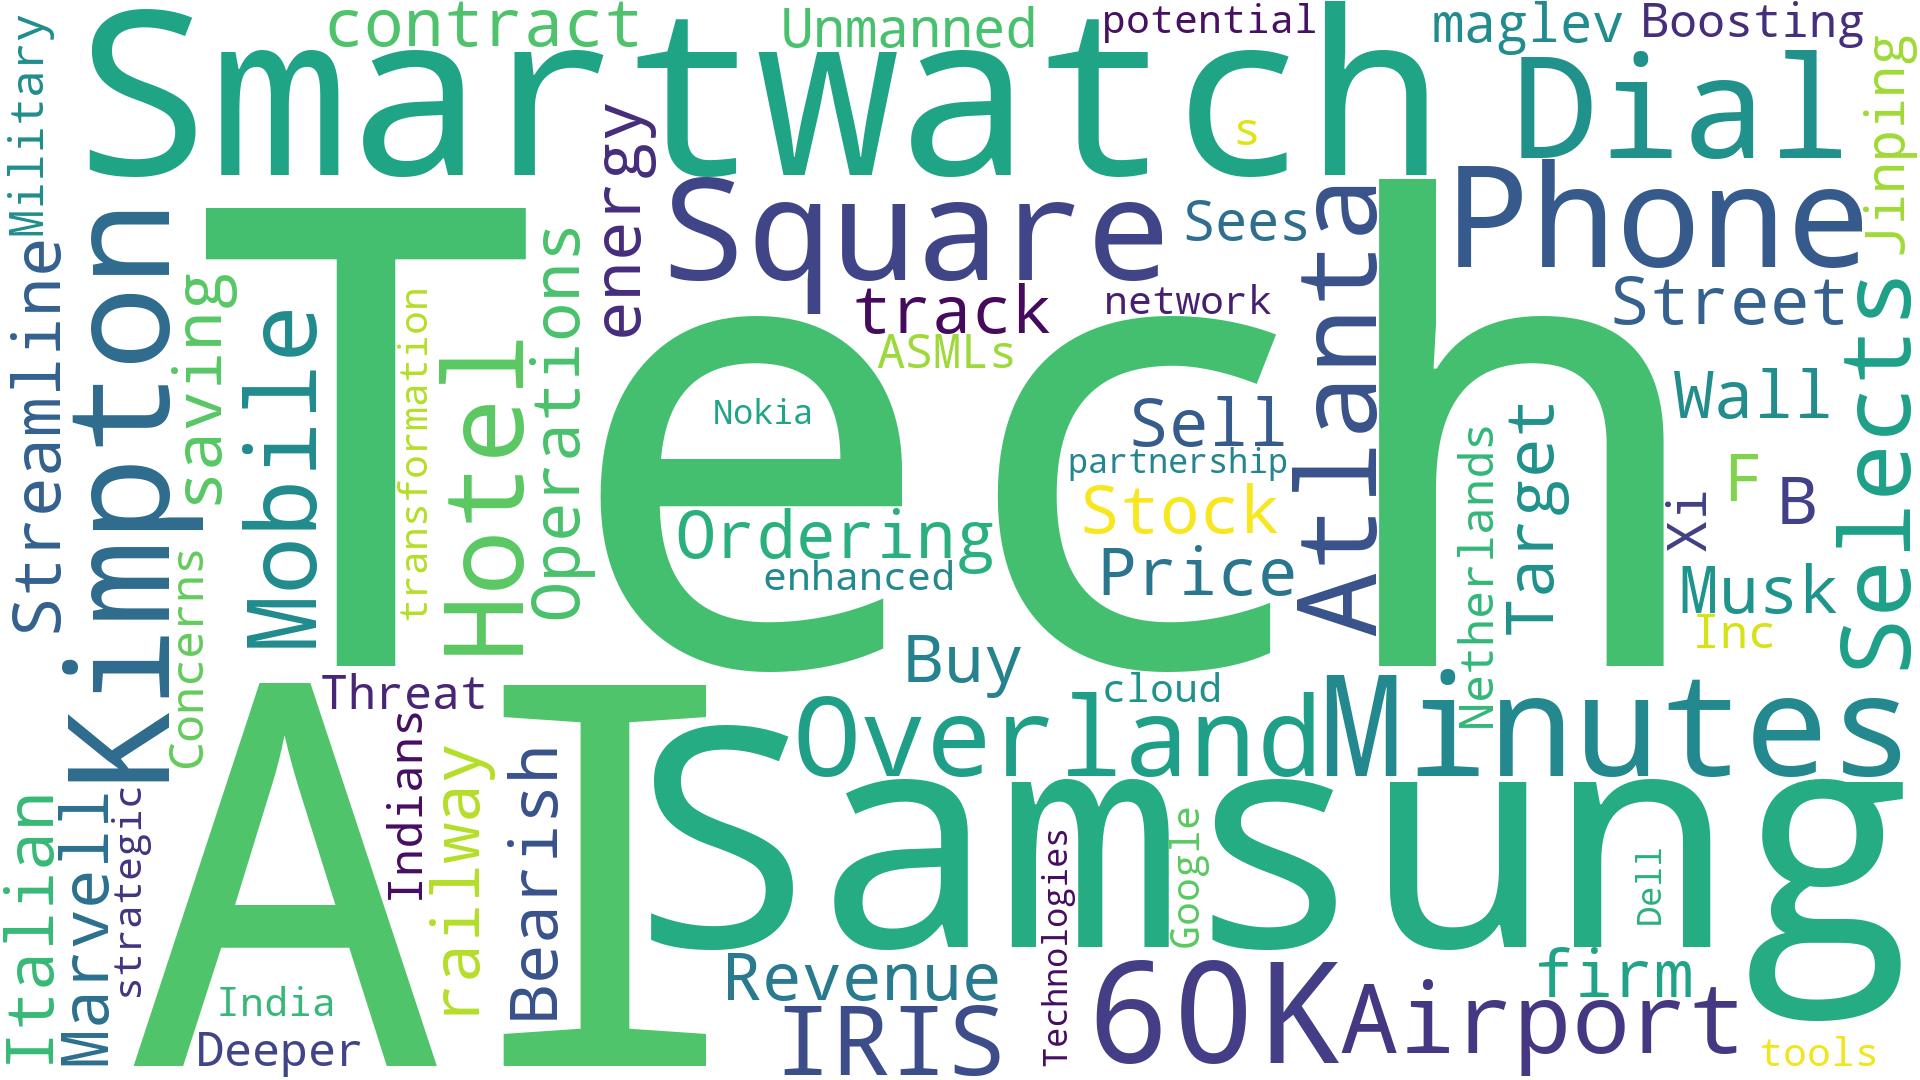 Smartwatch
contract
Unmanned
potential
maglev
Boosting
Military
Dial
Jinping
s
energy
Square
Sees
Atlanta
Phone
Kimpton
Tech
Streamline
saving
Mobile
transformation
Hotel
Operations
track
network
Street
ASMLs
Selects
Nokia
Sell
partnership
Wall
Stock
Netherlands
Target
Xi
F
B
Ordering
enhanced
Price
Musk
Inc
Concerns
Buy
Threat
cloud
Overland
Minutes
AI
Samsung
Indians
railway
Bearish
Italian
Marvell
strategic
Technologies
Google
Dell
India
Deeper
Revenue
IRIS
60K
Airport
firm
tools